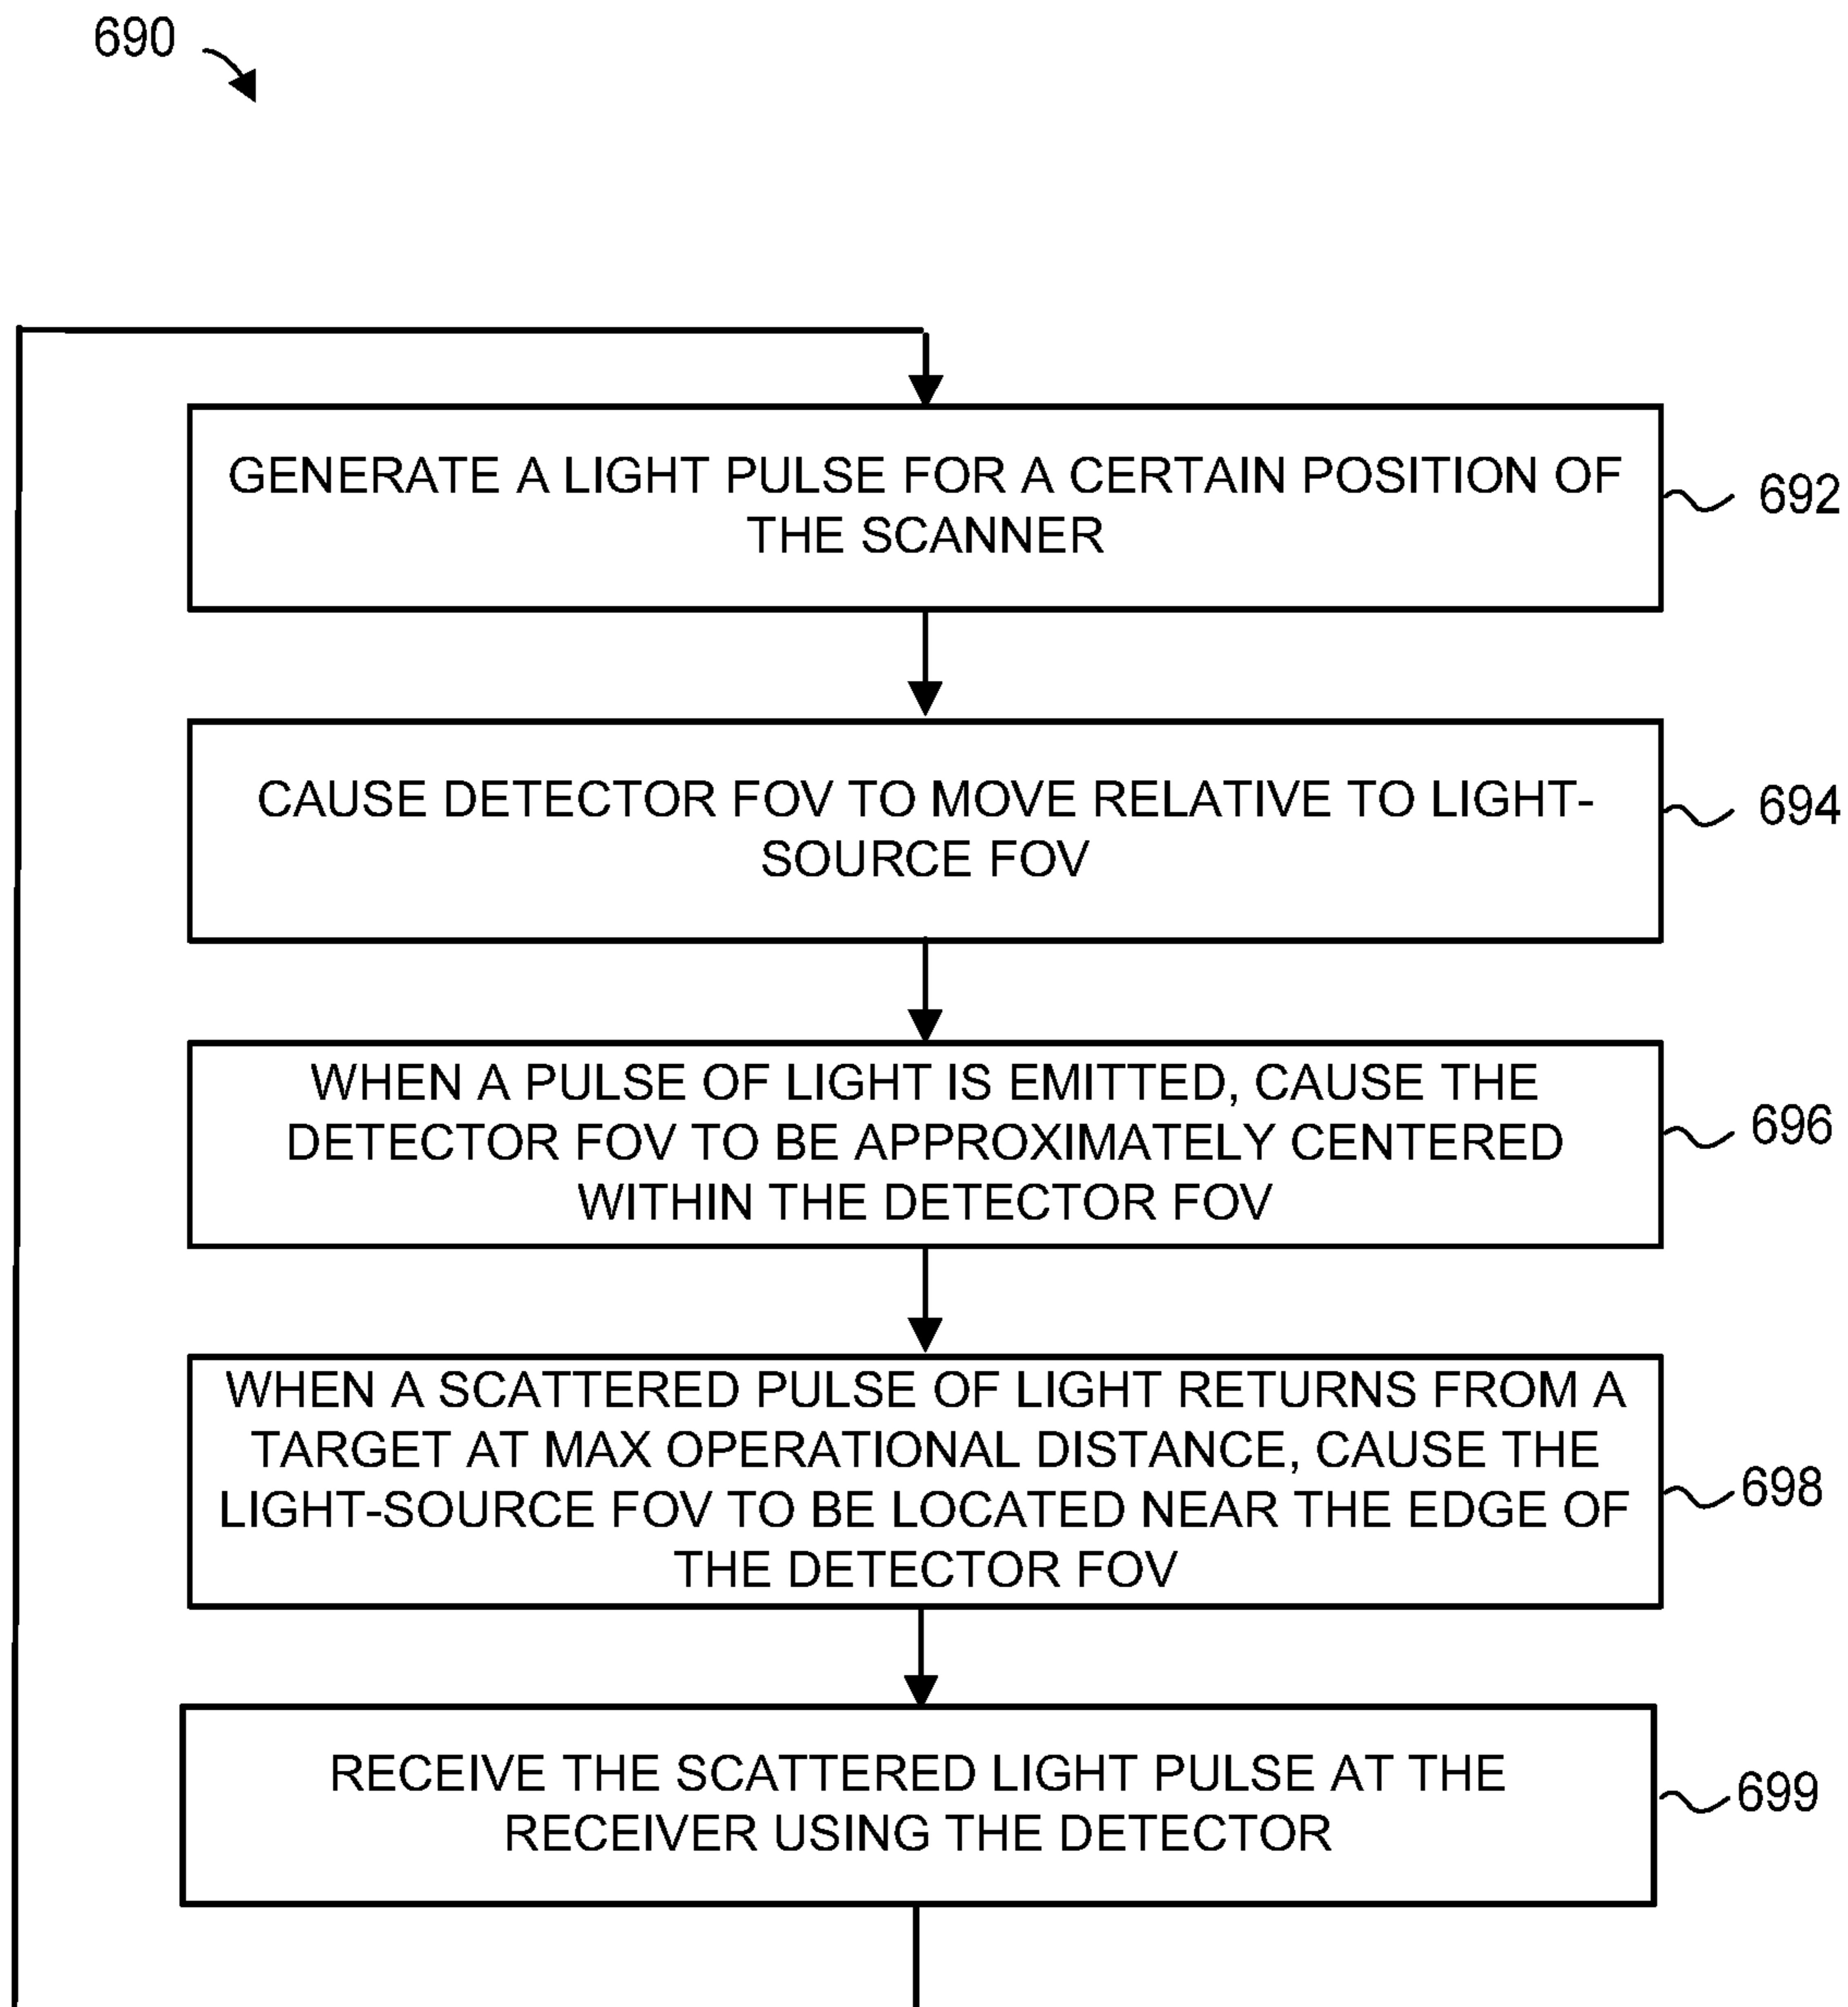 690
GENERATE A LIGHT PULSE FOR A CERTAIN POSITION OF
THE SCANNER
692
CAUSE DETECTOR FOV TO MOVE RELATIVE TO LIGHT-
SOURCE FOV
694
WHEN A PULSE OF LIGHT IS EMITTED, CAUSE THE
DETECTOR FOV TO BE APPROXIMATELY CENTERED
WITHIN THE DETECTOR FOV
696
WHEN A SCATTERED PULSE OF LIGHT RETURNS FROM A
TARGET AT MAX OPERATIONAL DISTANCE, CAUSE THE
LIGHT-SOURCE FOV TO BE LOCATED NEAR THE EDGE OF
THE DETECTOR FOV
698
RECEIVE THE SCATTERED LIGHT PULSE AT THE
RECEIVER USING THE DETECTOR
699